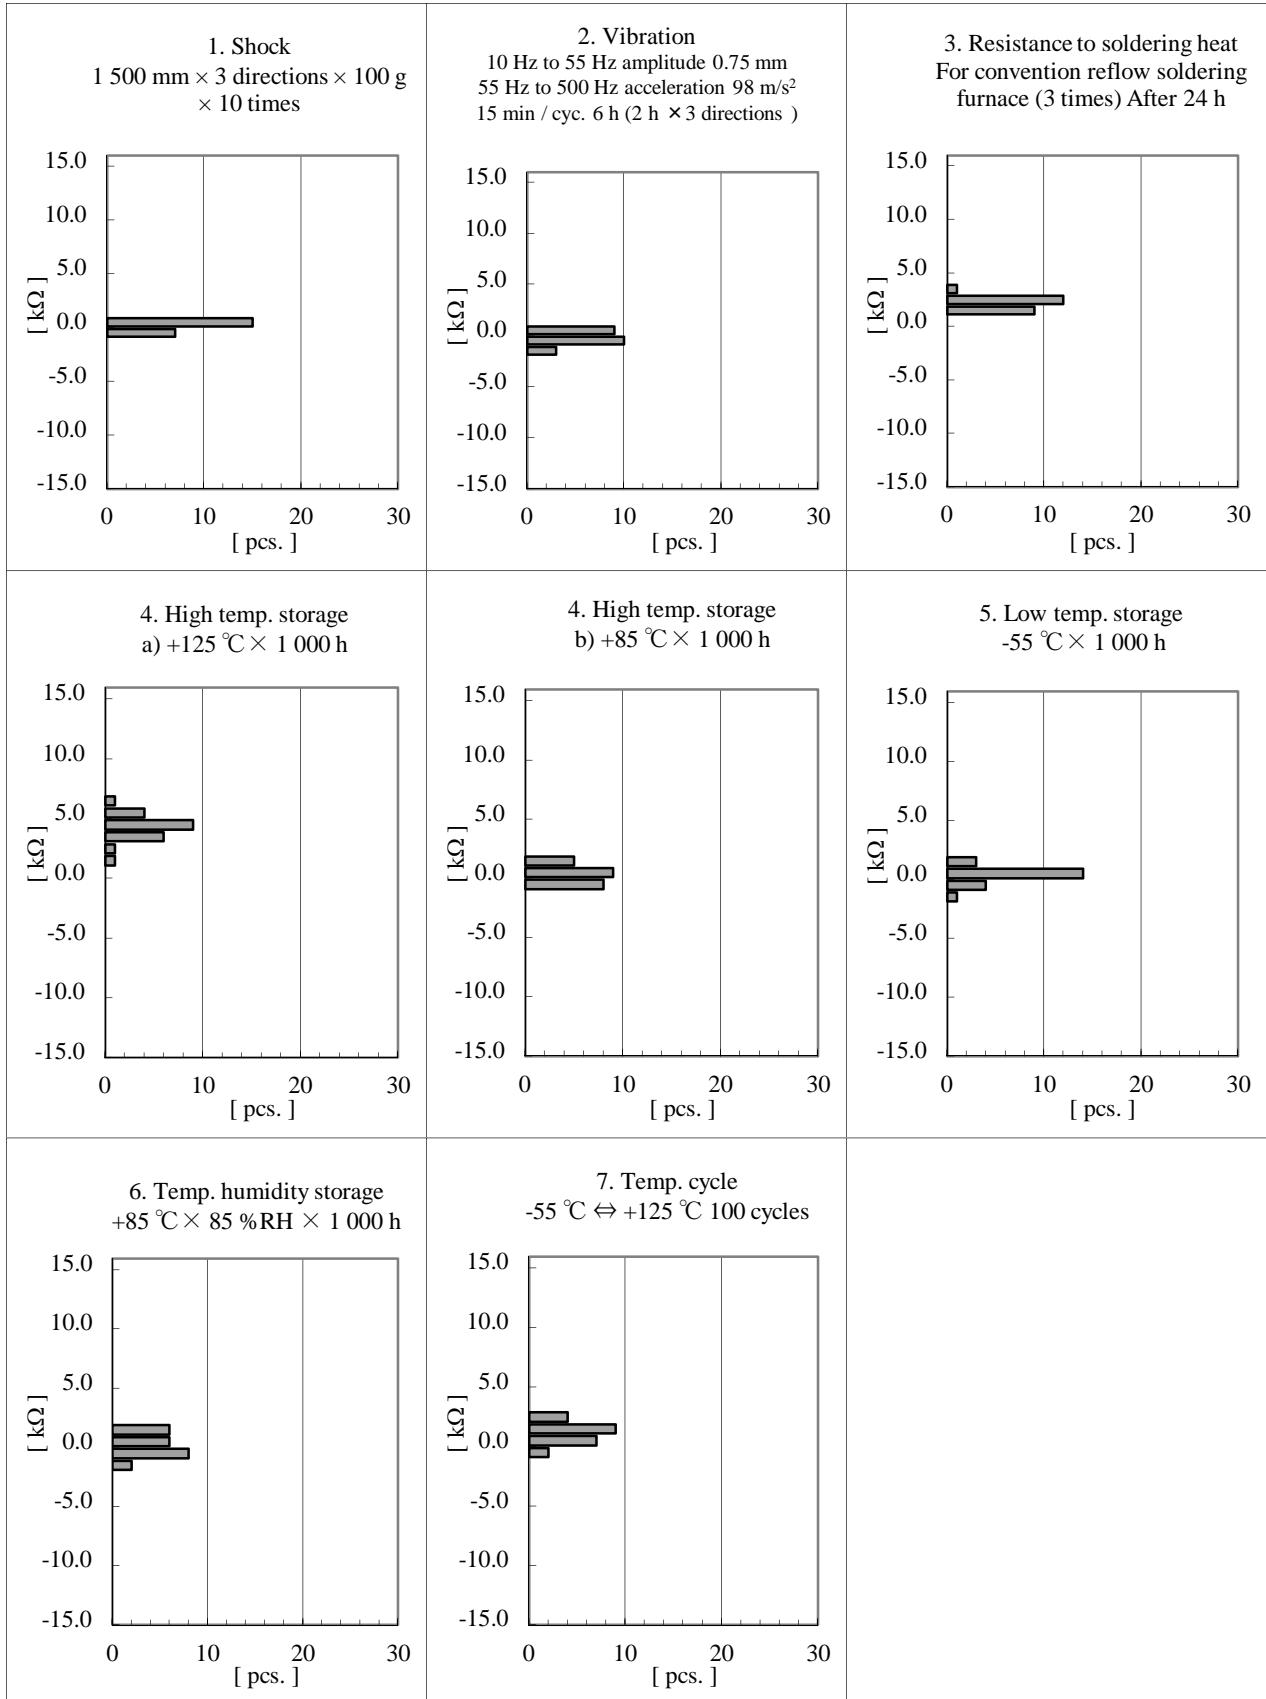 1. Shock
1 500 mm × 3 directions × 100 g
× 10 times
15.0
10.0
5.0
0.0
-5.0
-10.0
-15.0
[ kΩ ]
0 10 20 30
[ pcs. ]
2. Vibration
10 Hz to 55 Hz amplitude 0.75 mm
55 Hz to 500 Hz acceleration 98 m/s²
15 min / cyc. 6 h (2 h ×3 directions )
15.0
10.0
5.0
0.0
-5.0
-10.0
-15.0
[ kΩ ]
0 10 20 30
[ pcs. ]
3. Resistance to soldering heat
For convention reflow soldering
furnace (3 times) After 24 h
15.0
10.0
5.0
0.0
-5.0
-10.0
-15.0
[ kΩ ]
0 10 20 30
[ pcs. ]
4. High temp. storage
a) +125 ℃ × 1 000 h
15.0
10.0
5.0
0.0
-5.0
-10.0
-15.0
[ kΩ ]
0 10 20 30
[ pcs. ]
4. High temp. storage
b) +85 ℃ × 1 000 h
15.0
10.0
5.0
0.0
-5.0
-10.0
-15.0
[ kΩ ]
0 10 20 30
[ pcs. ]
5. Low temp. storage
-55 ℃ × 1 000 h
15.0
10.0
5.0
0.0
-5.0
-10.0
-15.0
[ kΩ ]
0 10 20 30
[ pcs. ]
6. Temp. humidity storage
+85 ℃ × 85 %RH × 1 000 h
15.0
10.0
5.0
0.0
-5.0
-10.0
-15.0
[ kΩ ]
0 10 20 30
[ pcs. ]
7. Temp. cycle
-55 ℃ ⇔ +125 ℃ 100 cycles
15.0
10.0
5.0
0.0
-5.0
-10.0
-15.0
[ kΩ ]
0 10 20 30
[ pcs. ]